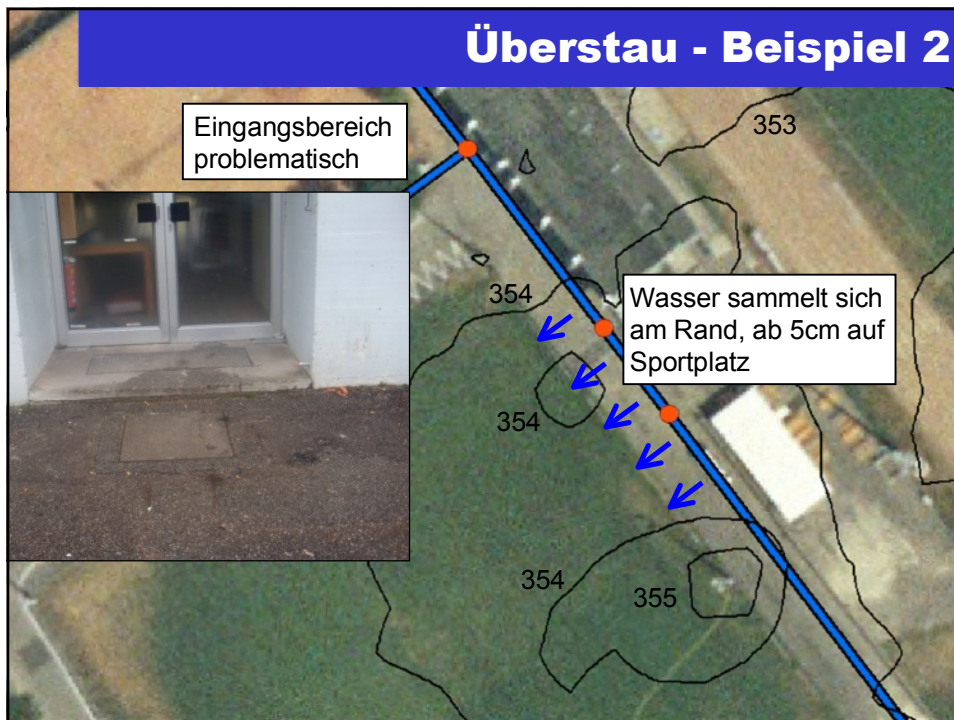 Überstau - Beispiel 2
Eingangsbereich
problematisch
353
354
Wasser sammelt sich
am Rand, ab 5cm auf
Sportplatz
354
354
355